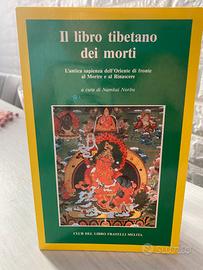 Il libro tibetano
dei morti
L'antica sapienza dell'Oriente di fronte
al Morire e al Rinascere
a cura di Namkhai Norbu
CLUB DEL LIBRO FRATELLI MELITA
subito